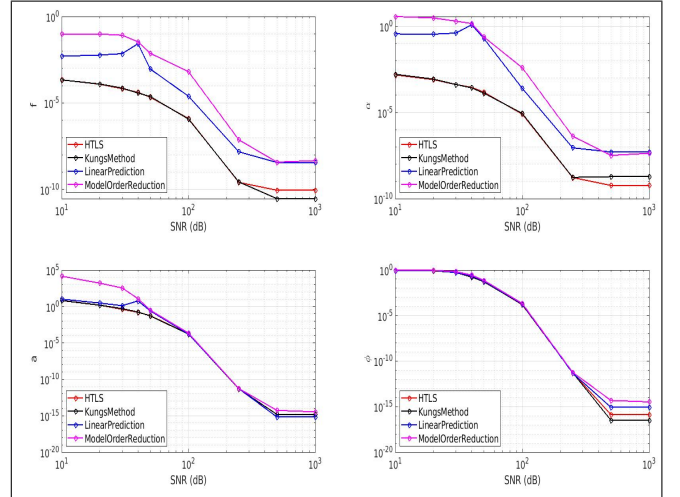 10^0
10^-5
10^-10
f
HTLS
KungsMethod
LinearPrediction
ModelOrderReduction
10^1 10^2 10^3
SNR (dB)
10^0
10^-5
10^-10
α
HTLS
KungsMethod
LinearPrediction
ModelOrderReduction
10^1 10^2 10^3
SNR (dB)
10^5
10^0
10^-5
10^-10
10^-15
10^-20
a
HTLS
KungsMethod
LinearPrediction
ModelOrderReduction
10^1 10^2 10^3
SNR (dB)
10^0
10^-5
10^-10
10^-15
10^-20
HTLS
KungsMethod
LinearPrediction
ModelOrderReduction
10^1 10^2 10^3
SNR (dB)